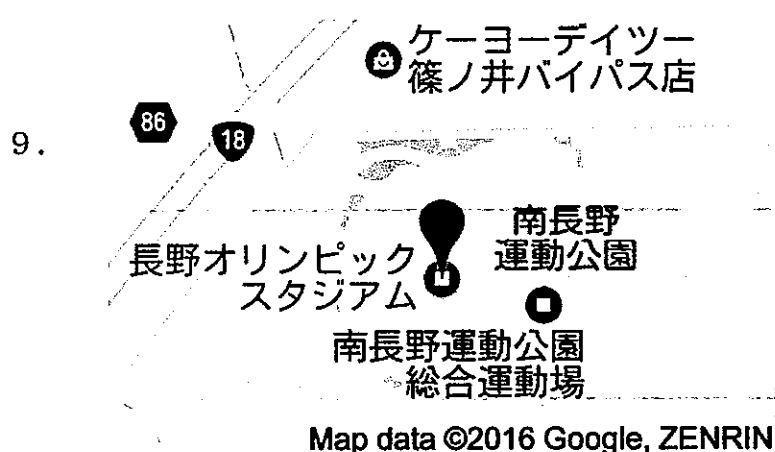 ケーヨーデイツー
篠ノ井バイパス店
9.
86
18
南長野
運動公園
長野オリンピック
スタジアム
南長野運動公園
総合運動場
Map data ©2016 Google, ZENRIN